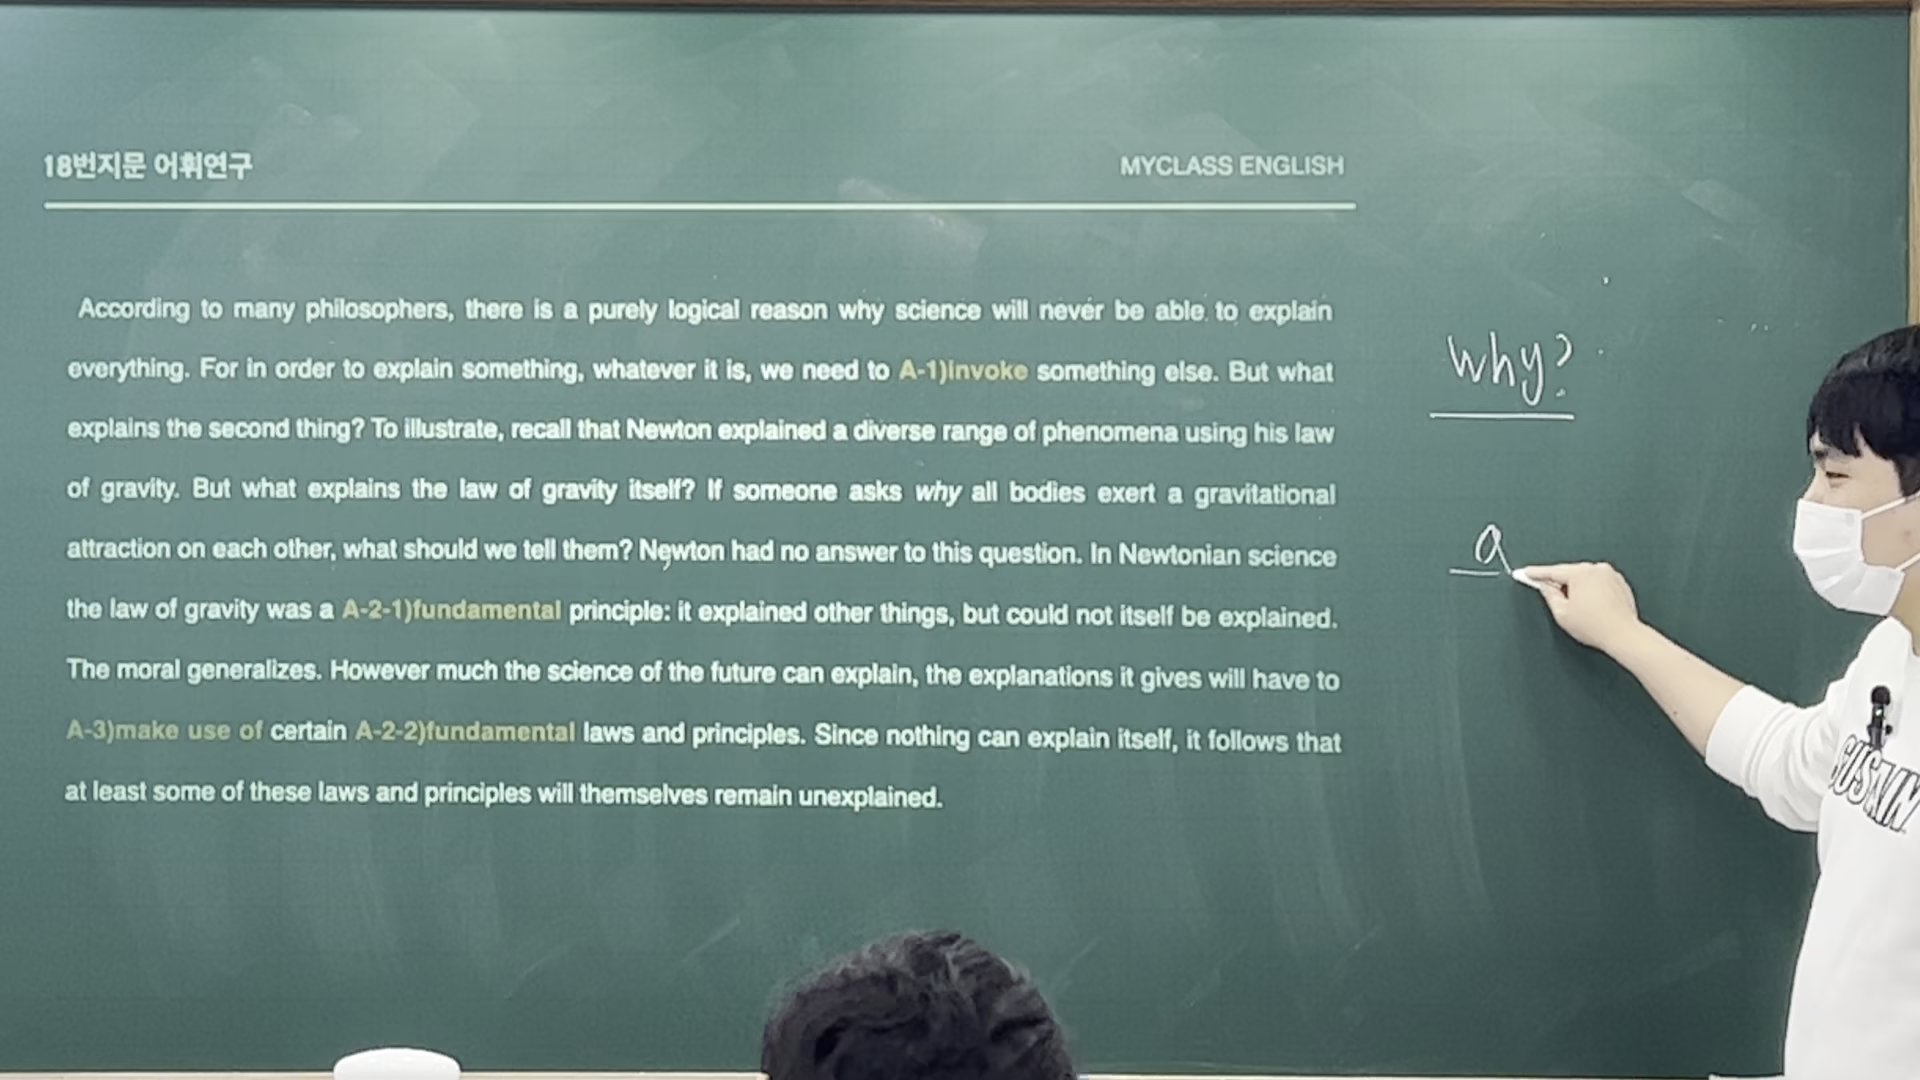 18번지문 어휘연구
MYCLASS ENGLISH
According to many philosophers, there is a purely logical reason why science will never be able to explain
everything. For in order to explain something, whatever it is, we need to A-1)invoke something else. But what
explains the second thing? To illustrate, recall that Newton explained a diverse range of phenomena using his law
of gravity. But what explains the law of gravity itself? If someone asks why all bodies exert a gravitational
attraction on each other, what should we tell them? Newton had no answer to this question. In Newtonian science
the law of gravity was a A-2-1)fundamental principle: it explained other things, but could not itself be explained.
The moral generalizes. However much the science of the future can explain, the explanations it gives will have to
A-3)make use of certain A-2-2)fundamental laws and principles. Since nothing can explain itself, it follows that
at least some of these laws and principles will themselves remain unexplained.
why?
a